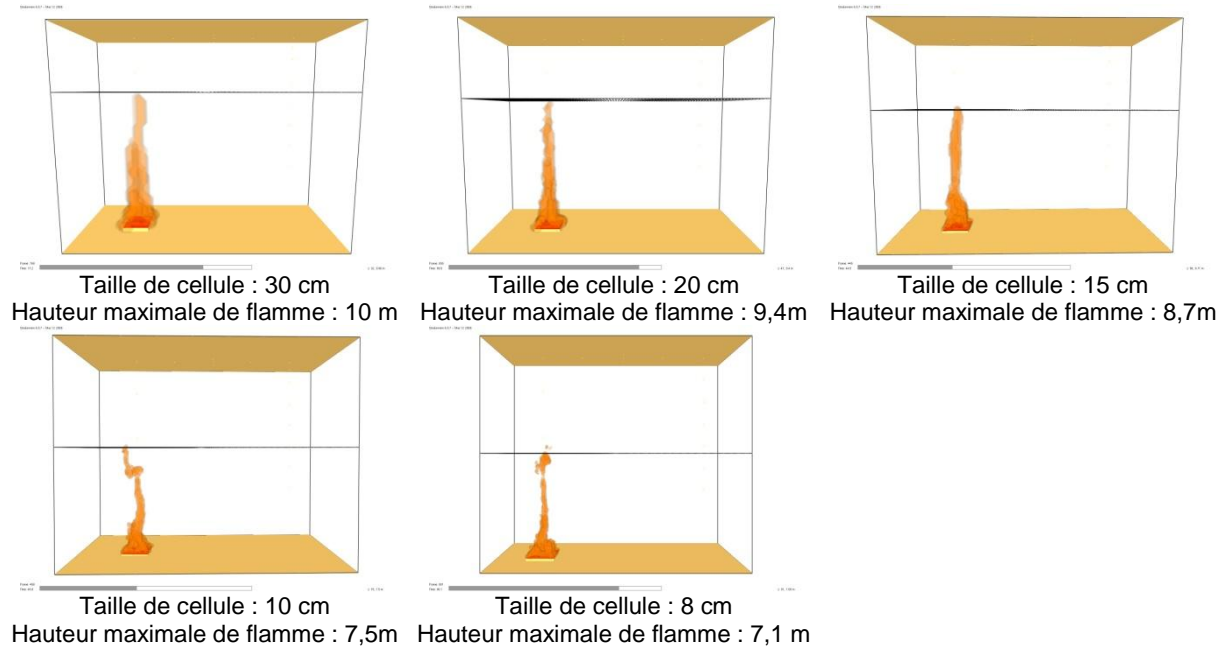 Taille de cellule : 30 cm
Hauteur maximale de flamme : 10 m
Taille de cellule : 20 cm
Hauteur maximale de flamme : 9,4m
Taille de cellule : 15 cm
Hauteur maximale de flamme : 8,7m
Taille de cellule : 10 cm
Hauteur maximale de flamme : 7,5m
Taille de cellule : 8 cm
Hauteur maximale de flamme : 7,1 m